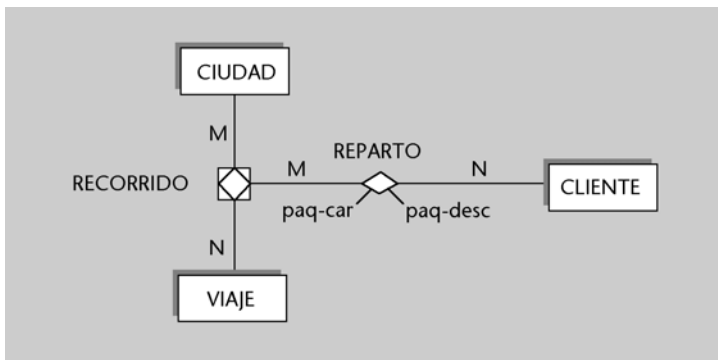 CIUDAD
M
REPARTO
RECORRIDO
M
N
CLIENTE
paq-car
paq-desc
N
VIAJE